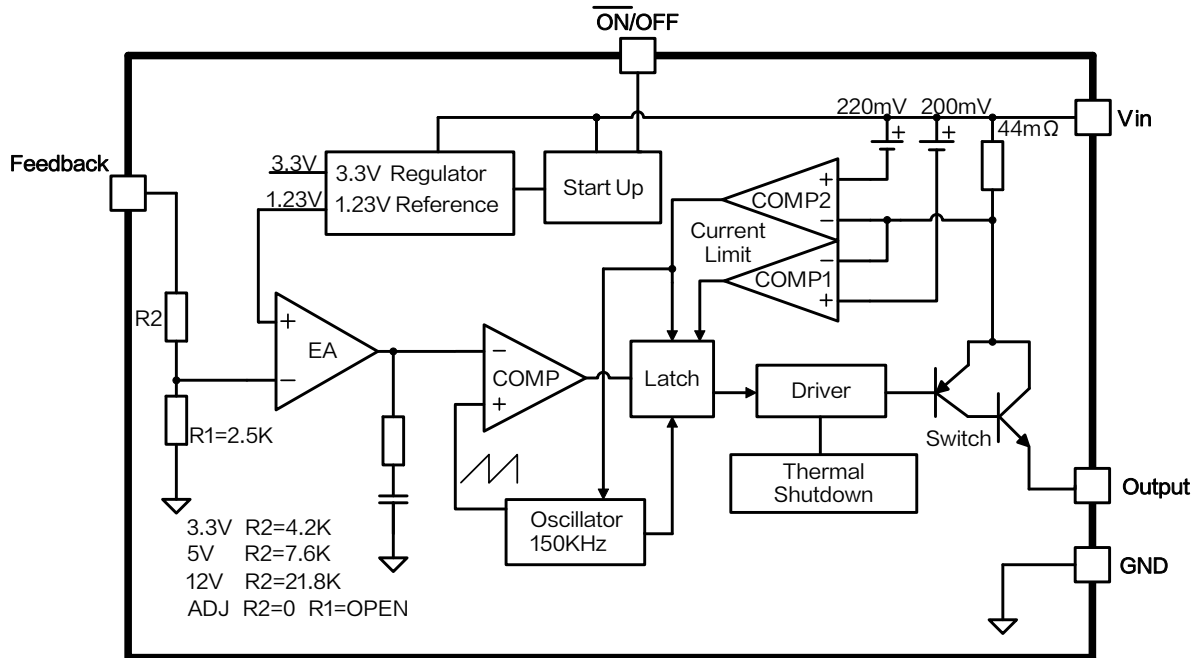 ON/OFF
220mV 200mV
44mΩ
Vin
Feedback
3.3V
3.3V Regulator
1.23V
1.23V Reference
Start Up
+
+
+
COMP2
−
Current
Limit
−
COMP1
+
R2
+
EA
−
−
COMP
+
Latch
Driver
R1=2.5K
Switch
Thermal
Shutdown
Output
Oscillator
150KHz
3.3V R2=4.2K
5V R2=7.6K
12V R2=21.8K
ADJ R2=0 R1=OPEN
GND